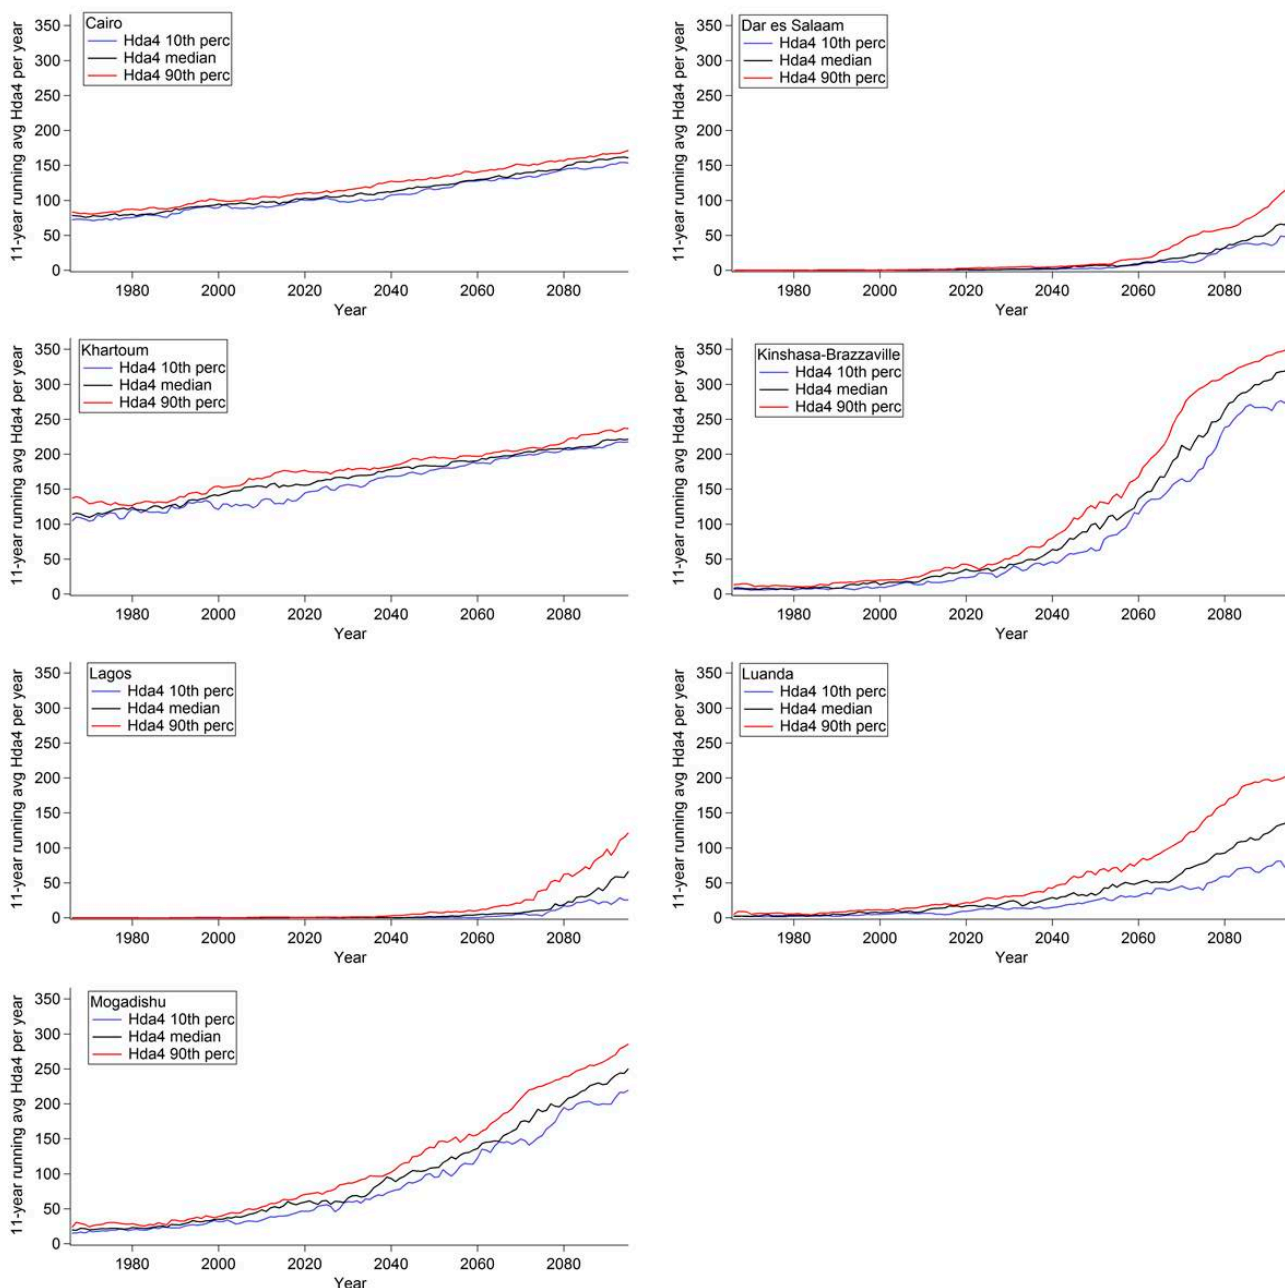 Cairo
Hda4 10th perc
Hda4 median
Hda4 90th perc
11-year running avg Hda4 per year
350
300
250
200
150
100
50
0
1980 2000 2020 2040 2060 2080
Year
Dar es Salaam
Hda4 10th perc
Hda4 median
Hda4 90th perc
11-year running avg Hda4 per year
350
300
250
200
150
100
50
0
1980 2000 2020 2040 2060 2080
Year
Khartoum
Hda4 10th perc
Hda4 median
Hda4 90th perc
11-year running avg Hda4 per year
350
300
250
200
150
100
50
0
1980 2000 2020 2040 2060 2080
Year
Kinshasa-Brazzaville
Hda4 10th perc
Hda4 median
Hda4 90th perc
11-year running avg Hda4 per year
350
300
250
200
150
100
50
0
1980 2000 2020 2040 2060 2080
Year
Lagos
Hda4 10th perc
Hda4 median
Hda4 90th perc
11-year running avg Hda4 per year
350
300
250
200
150
100
50
0
1980 2000 2020 2040 2060 2080
Year
Luanda
Hda4 10th perc
Hda4 median
Hda4 90th perc
11-year running avg Hda4 per year
350
300
250
200
150
100
50
0
1980 2000 2020 2040 2060 2080
Year
Mogadishu
Hda4 10th perc
Hda4 median
Hda4 90th perc
11-year running avg Hda4 per year
350
300
250
200
150
100
50
0
1980 2000 2020 2040 2060 2080
Year